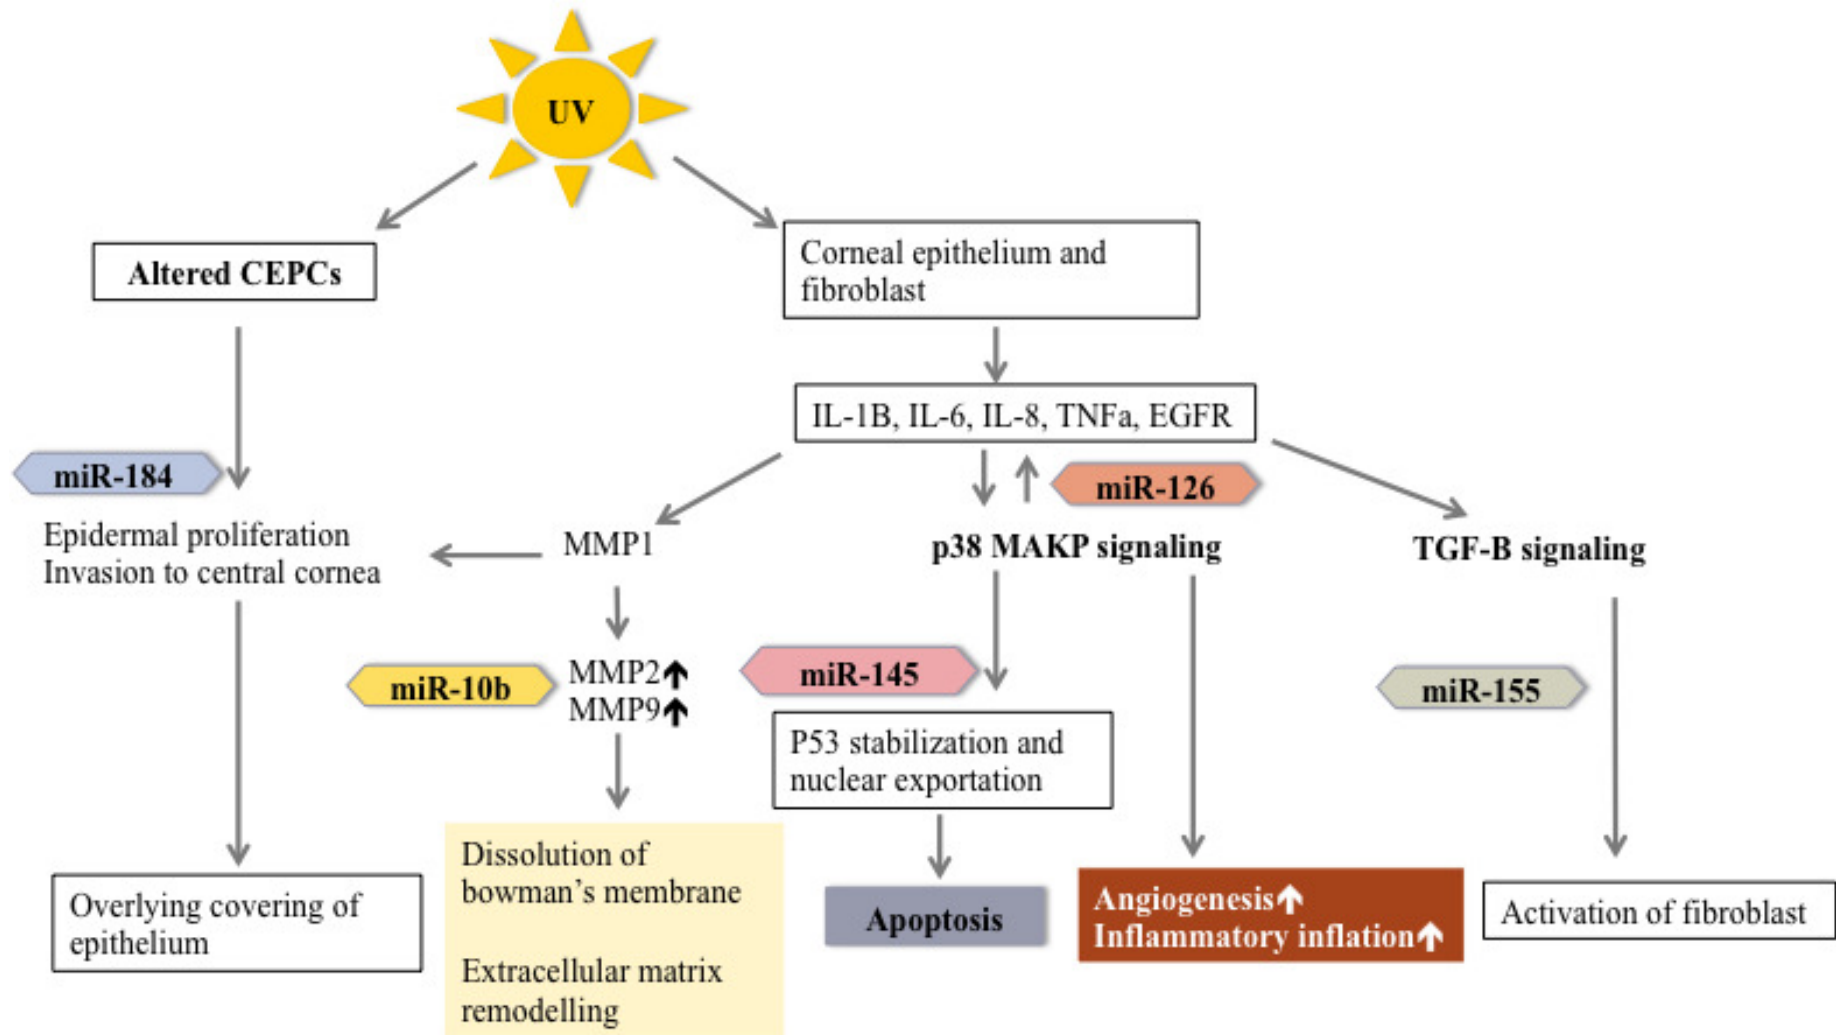 UV
Altered CEPCs
Corneal epithelium and
fibroblast
IL-1B, IL-6, IL-8, TNFa, EGFR
miR-184
miR-126
Epidermal proliferation
Invasion to central cornea
MMP1
p38 MAKP signaling
TGF-B signaling
miR-10b
MMP2
MMP9
miR-145
miR-155
P53 stabilization and
nuclear exportation
Overlying covering of
epithelium
Dissolution of
bowman’s membrane
Extracellular matrix
remodelling
Apoptosis
Angiogenesis
Inflammatory inflation
Activation of fibroblast